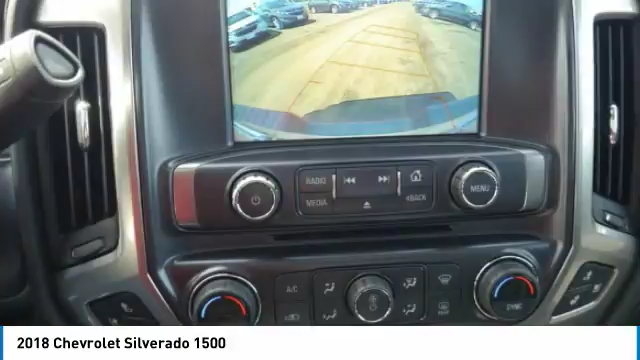 RADIO
MEDIA
BACK
MENU
A/C
SYNC
2018 Chevrolet Silverado 1500